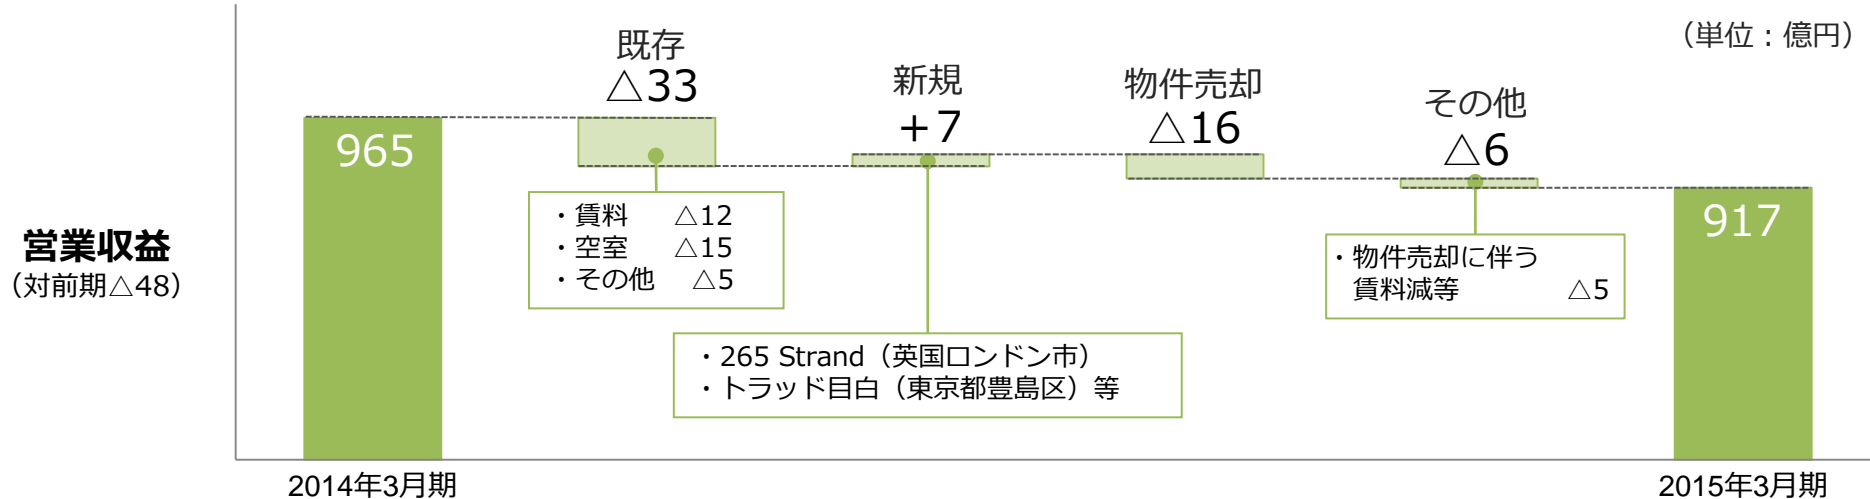 （単位：億円）
既存
△33
新規
＋7
物件売却
△16
その他
△6
965
917
営業収益
（対前期△48）
・賃料 △12
・空室 △15
・その他 △5
・265 Strand（英国ロンドン市）
・トラッド目白（東京都豊島区）等
・物件売却に伴う
賃料減等 △5
2014年3月期
2015年3月期